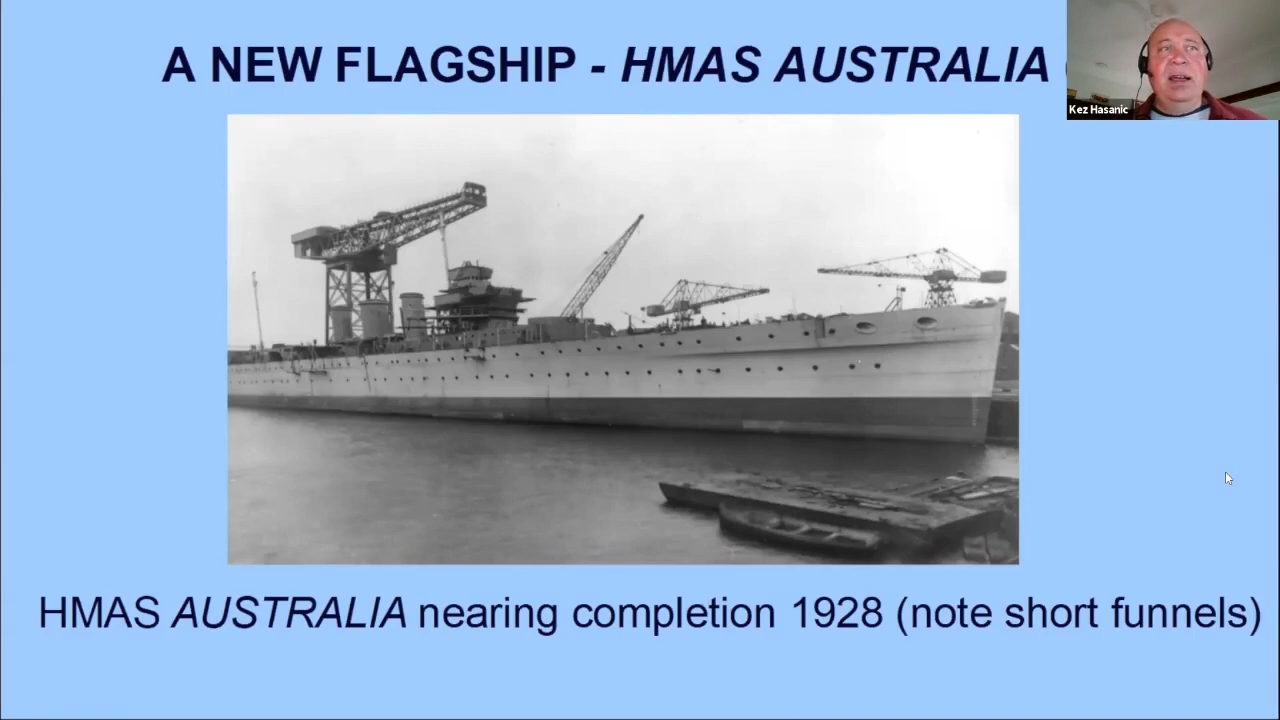 A NEW FLAGSHIP - HMAS AUSTRALIA
Kez Hasanic
HMAS AUSTRALIA nearing completion 1928 (note short funnels)